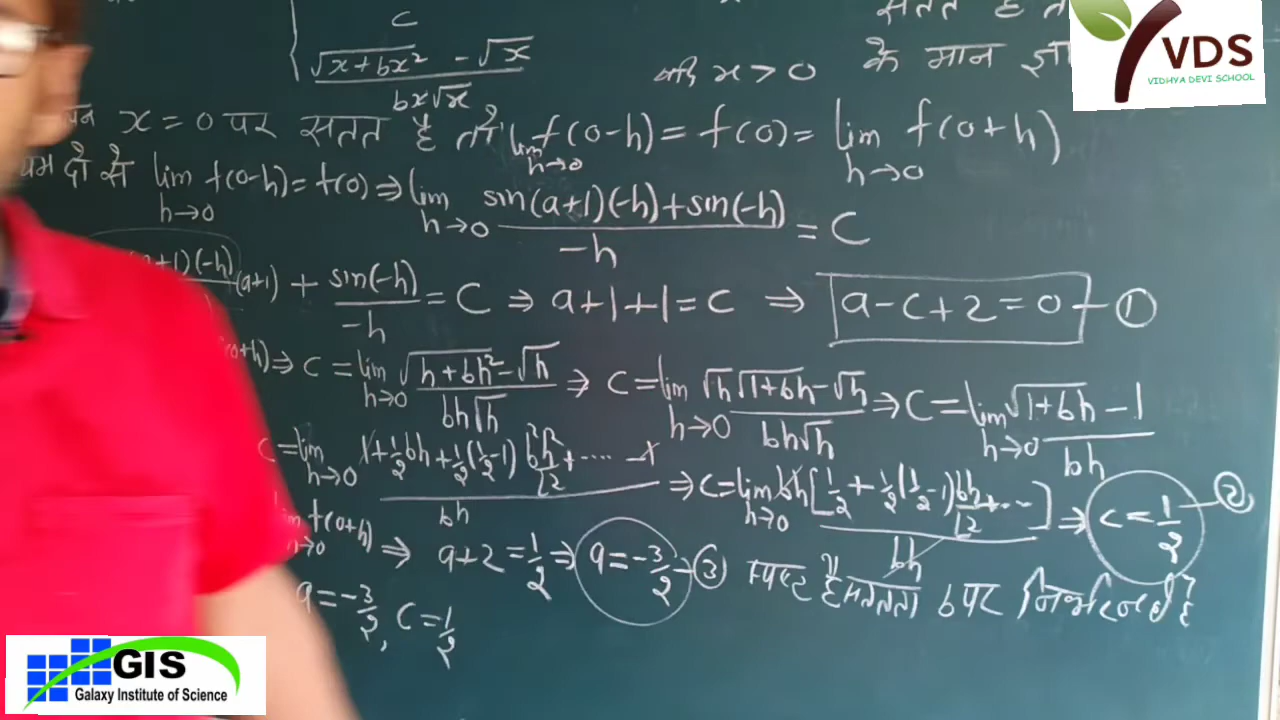 c
सतत है
√x+bx² - √x / bx√x यदि x > 0 के मान
VDS
VIDHYA DEVI SCHOOL
x = 0 पर सतत है तो lim h→0 f(0-h) = f(0) = lim h→0 f(0+h)
दो से lim h→0 f(0-h) = f(0) ⇒ lim h→0 sin(a+1)(-h)+sin(-h) / -h = C
+1)(-h) (a+1) + sin(-h) / -h = C ⇒ a+1+1=C ⇒ a-c+2=0 - ①
0+h) ⇒ C = lim h→0 √h+bh² - √h / bh√h ⇒ C = lim h→0 √h √1+bh - √h / bh√h ⇒ C = lim h→0 √1+bh - 1 / bh
C = lim h→0 1+½bh+½(½-1) b²h²/⌊2 + .... -1 / bh ⇒ C = lim h→0 bh[½ + ½(½-1) bh/⌊2 + ...] / bh ⇒ C = ½ - ②
h→0 f(0+h) ⇒ a+2 = ½ ⇒ a = -3/2 - ③ स्पष्ट है सततता b पर निर्भर नहीं है
a = -3/2, C = ½
GIS
Galaxy Institute of Science